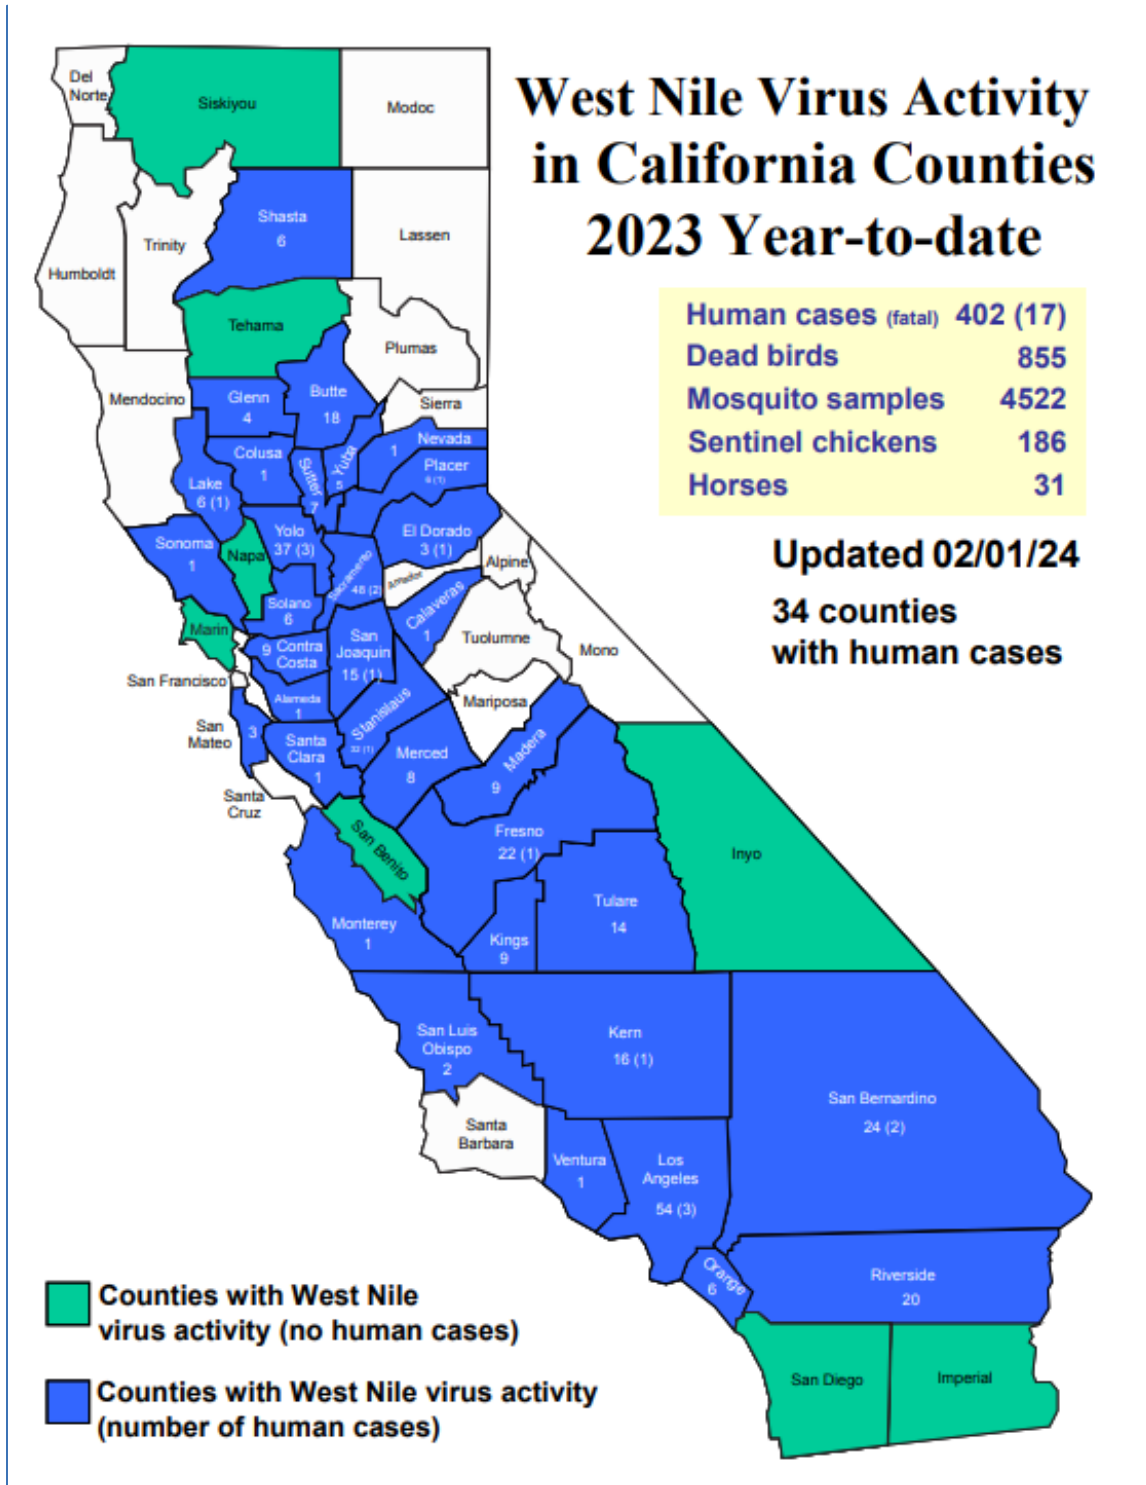 West Nile Virus Activity
in California Counties
2023 Year-to-date
Human cases (fatal) 402 (17)
Dead birds 855
Mosquito samples 4522
Sentinel chickens 186
Horses 31
Updated 02/01/24
34 counties
with human cases
Del
Norte
Siskiyou
Modoc
Shasta
6
Trinity
Lassen
Humboldt
Tehama
Plumas
Mendocino
Glenn
4
Butte
18
Sierra
Colusa
1
Sutter
7
Yuba
5
Nevada
1
Placer
6 (1)
Lake
6 (1)
Sonoma
1
Napa
Yolo
37 (3)
El Dorado
3 (1)
Sacramento
48 (2)
Amador
Alpine
Solano
6
Calaveras
1
Marin
9 Contra
Costa
San
Joaquin
15 (1)
Tuolumne
Mono
San Francisco
Alameda
1
Stanislaus
32 (1)
Mariposa
San
Mateo
3
Santa
Clara
1
Merced
8
Madera
9
Santa
Cruz
San Benito
Fresno
22 (1)
Inyo
Tulare
14
Monterey
1
Kings
9
San Luis
Obispo
2
Kern
16 (1)
San Bernardino
24 (2)
Santa
Barbara
Ventura
1
Los
Angeles
54 (3)
Orange
6
Riverside
20
San Diego
Imperial
Counties with West Nile
virus activity (no human cases)
Counties with West Nile virus activity
(number of human cases)